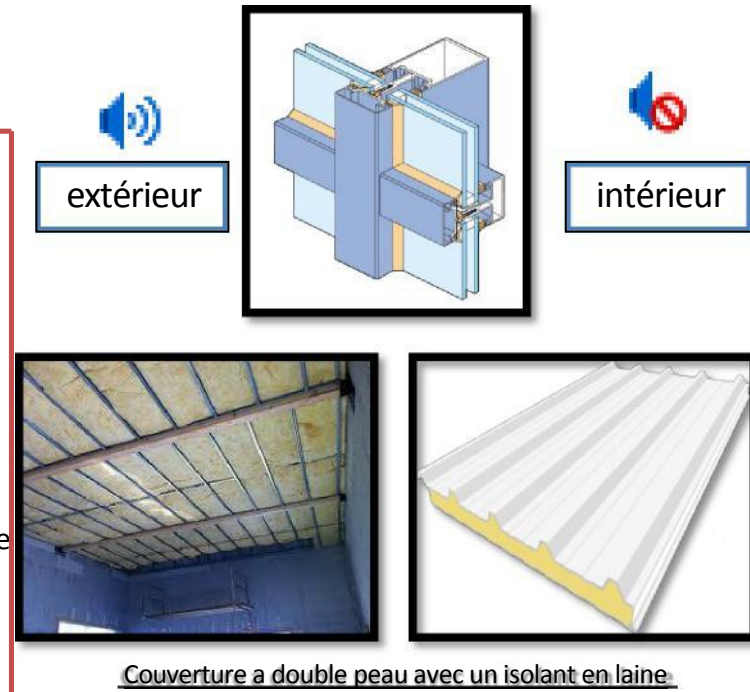 extérieur
intérieur
e
Couverture a double peau avec un isolant en laine